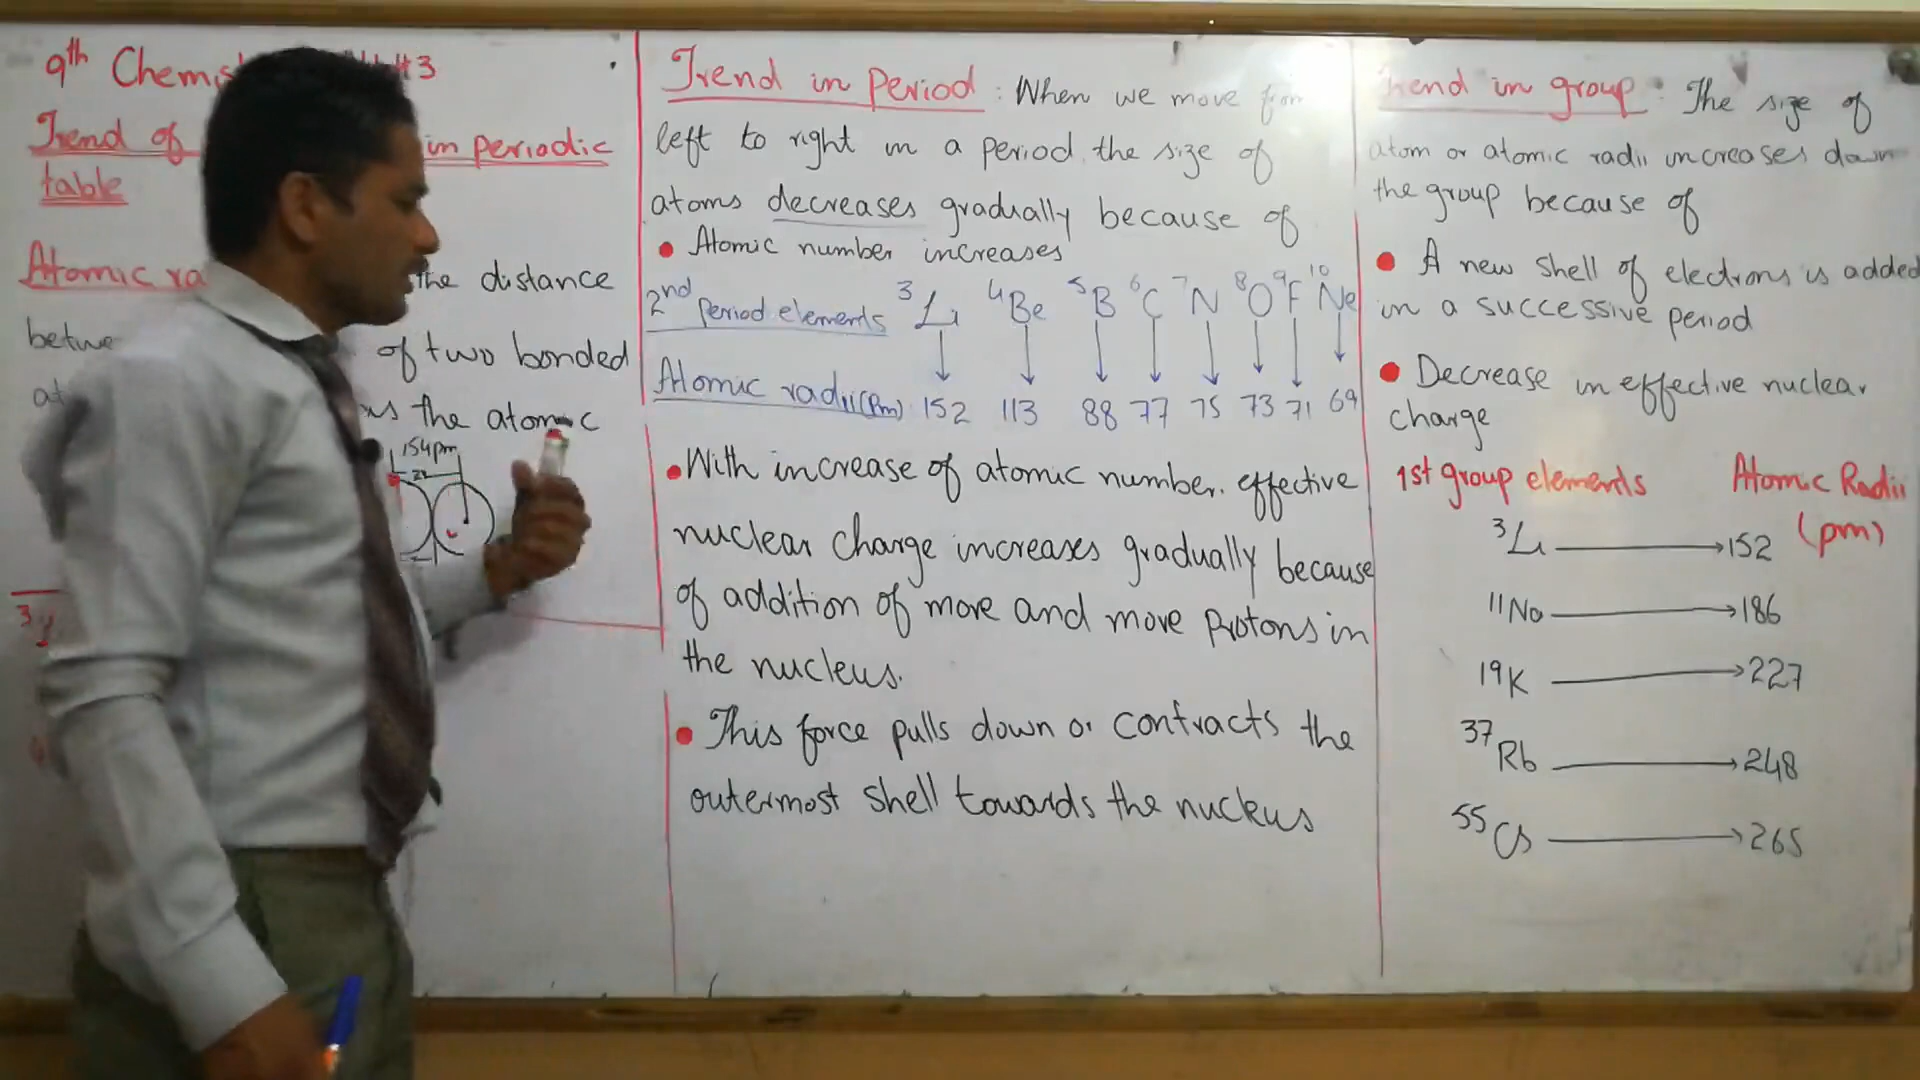 9th Chemis #3
Trend of in periodic
table
Atomic ra the distance
betwe of two bonded
the atomic
154pm
Trend in Period : When we move from
left to right in a period, the size of
atoms decreases gradually because of
• Atomic number increases
2nd Period elements 3Li 4Be 5B 6C 7N 8O 9F 10Ne
Atomic radii(Pm) 152 113 88 77 75 73 71 69
• With increase of atomic number. effective
nuclear charge increases gradually because
of addition of more and more protons in
the nucleus.
• This force pulls down or contracts the
outermost shell towards the nucleus
Trend in group : The size of
atom or atomic radii increases down
the group because of
• A new shell of electrons is added
in a successive period
• Decrease in effective nuclear
charge
1st group elements Atomic Radii
(pm)
3Li → 152
11Na → 186
19K → 227
37Rb → 248
55Cs → 265